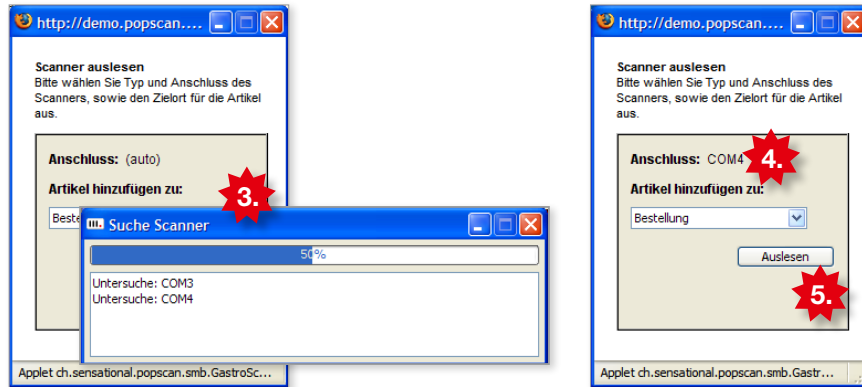 http://demo.popscan....
Scanner auslesen
Bitte wählen Sie Typ und Anschluss des
Scanners, sowie den Zielort für die Artikel
aus.
Anschluss: (auto)
Artikel hinzufügen zu:
3.
Beste
Suche Scanner
50%
Untersuche: COM3
Untersuche: COM4
Applet ch.sensational.popscan.smb.GastroSc...
http://demo.popscan....
Scanner auslesen
Bitte wählen Sie Typ und Anschluss des
Scanners, sowie den Zielort für die Artikel
aus.
Anschluss: COM4
4.
Artikel hinzufügen zu:
Bestellung
Auslesen
5.
Applet ch.sensational.popscan.smb.Gastr...